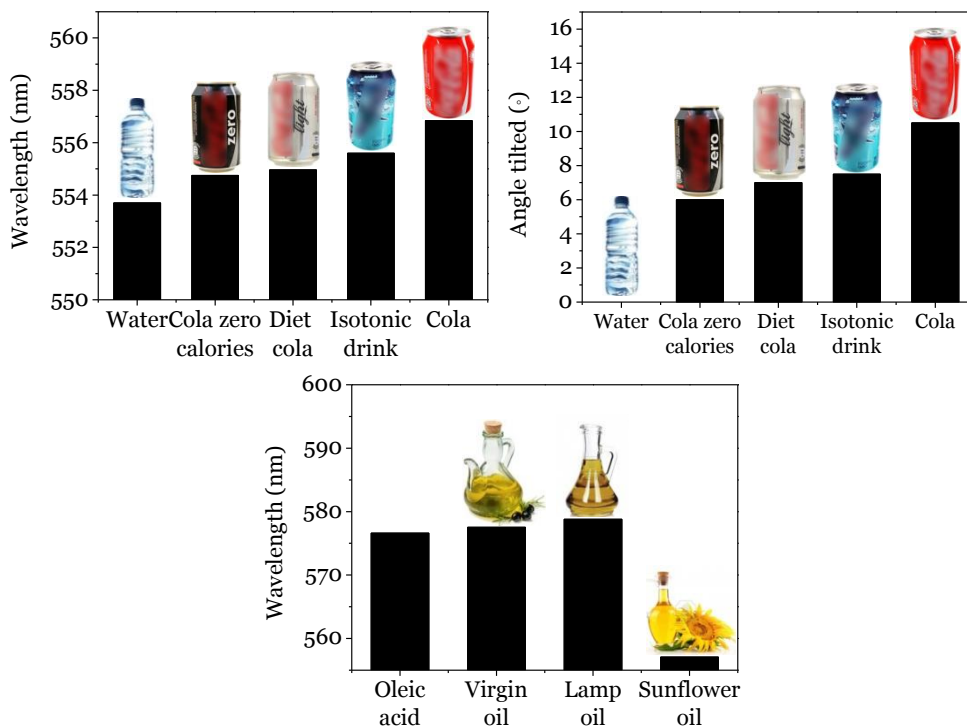 560
558
556
554
552
550
Wavelength (nm)
Water Cola zero calories Diet cola Isotonic drink Cola
zero
light
16
14
12
10
8
6
4
2
0
Angle tilted (°)
Water Cola zero calories Diet cola Isotonic drink Cola
zero
light
600
590
580
570
560
Wavelength (nm)
Oleic acid Virgin oil Lamp oil Sunflower oil